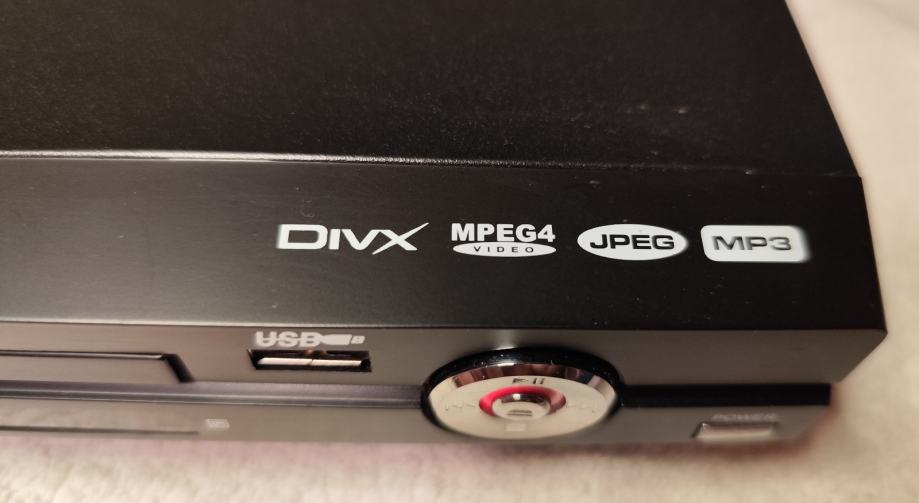 DIVX
MPEG4
VIDEO
JPEG
MP3
USB
POWER